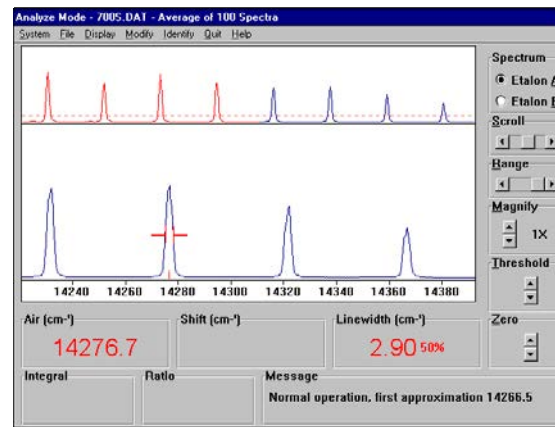 Analyze Mode - 700S.DAT - Average of 100 Spectra
System File Display Modify Identify Quit Help
Spectrum
Etalon A
Etalon
Scroll
Range
Magnify
1X
Threshold
14240 14260 14280 14300 14320 14340 14360 14380
Air (cm-¹) Shift (cm-¹) Linewidth (cm-¹) Zero
14276.7 2.90 50%
Integral Ratio Message
Normal operation, first approximation 14266.5